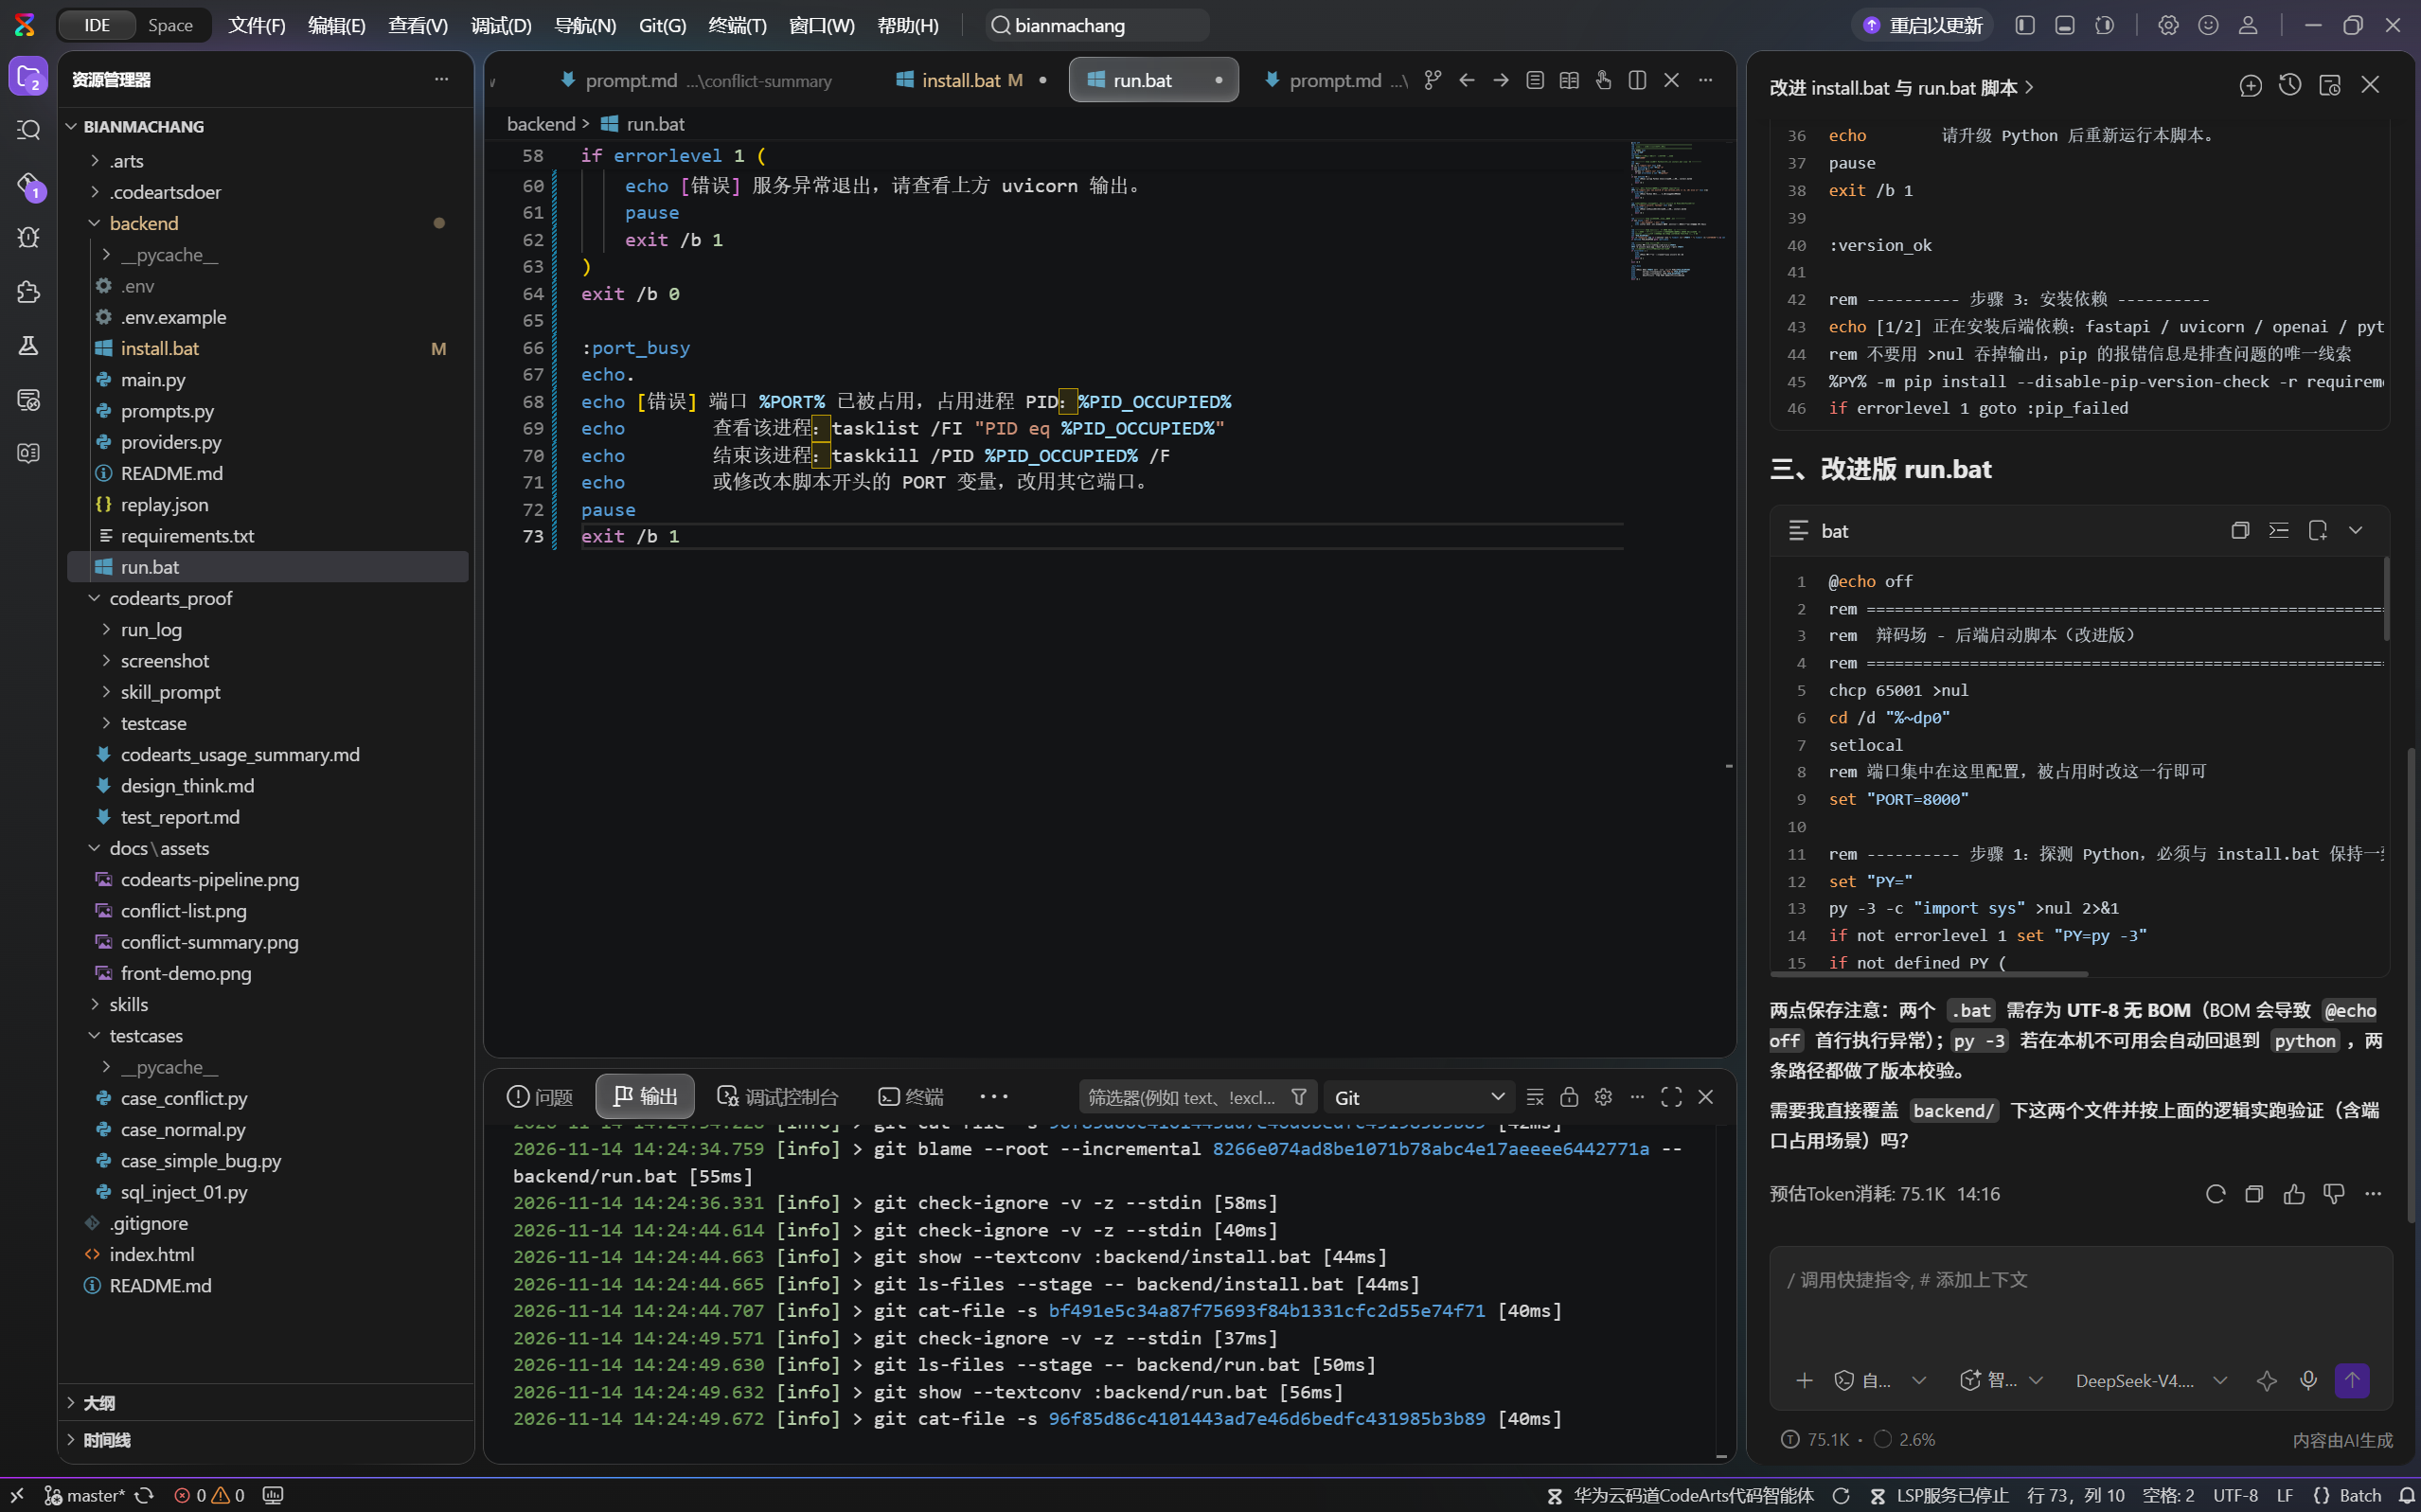 IDE Space 文件(F) 编辑(E) 查看(V) 调试(D) 导航(N) Git(G) 终端(T) 窗口(W) 帮助(H) bianmachang 重启以更新
资源管理器
BIANMACHANG
.arts
.codeartsdoer
backend
__pycache__
.env
.env.example
install.bat M
main.py
prompts.py
providers.py
README.md
replay.json
requirements.txt
run.bat
codearts_proof
run_log
screenshot
skill_prompt
testcase
codearts_usage_summary.md
design_think.md
test_report.md
docs\assets
codearts-pipeline.png
conflict-list.png
conflict-summary.png
front-demo.png
skills
testcases
__pycache__
case_conflict.py
case_normal.py
case_simple_bug.py
sql_inject_01.py
.gitignore
index.html
README.md
大纲
时间线
2
1
prompt.md ...\conflict-summary install.bat M run.bat prompt.md ...\
backend > run.bat
58 if errorlevel 1 (
60 echo [错误] 服务异常退出，请查看上方 uvicorn 输出。
61 pause
62 exit /b 1
63 )
64 exit /b 0
65
66 :port_busy
67 echo.
68 echo [错误] 端口 %PORT% 已被占用，占用进程 PID：%PID_OCCUPIED%
69 echo 查看该进程：tasklist /FI "PID eq %PID_OCCUPIED%"
70 echo 结束该进程：taskkill /PID %PID_OCCUPIED% /F
71 echo 或修改本脚本开头的 PORT 变量，改用其它端口。
72 pause
73 exit /b 1
问题 输出 调试控制台 终端 筛选器(例如 text、!excl... Git
2026-11-14 14:24:34.759 [info] > git blame --root --incremental 8266e074ad8be1071b78abc4e17aeeee6442771a --
backend/run.bat [55ms]
2026-11-14 14:24:36.331 [info] > git check-ignore -v -z --stdin [58ms]
2026-11-14 14:24:44.614 [info] > git check-ignore -v -z --stdin [40ms]
2026-11-14 14:24:44.663 [info] > git show --textconv :backend/install.bat [44ms]
2026-11-14 14:24:44.665 [info] > git ls-files --stage -- backend/install.bat [44ms]
2026-11-14 14:24:44.707 [info] > git cat-file -s bf491e5c34a87f75693f84b1331cfc2d55e74f71 [40ms]
2026-11-14 14:24:49.571 [info] > git check-ignore -v -z --stdin [37ms]
2026-11-14 14:24:49.630 [info] > git ls-files --stage -- backend/run.bat [50ms]
2026-11-14 14:24:49.632 [info] > git show --textconv :backend/run.bat [56ms]
2026-11-14 14:24:49.672 [info] > git cat-file -s 96f85d86c4101443ad7e46d6bedfc431985b3b89 [40ms]
改进 install.bat 与 run.bat 脚本 >
36 echo 请升级 Python 后重新运行本脚本。
37 pause
38 exit /b 1
39
40 :version_ok
41
42 rem ---------- 步骤 3：安装依赖 ----------
43 echo [1/2] 正在安装后端依赖：fastapi / uvicorn / openai / pyt
44 rem 不要用 >nul 吞掉输出，pip 的报错信息是排查问题的唯一线索
45 %PY% -m pip install --disable-pip-version-check -r requirem
46 if errorlevel 1 goto :pip_failed
三、改进版 run.bat
bat
1 @echo off
2 rem =======================================================
3 rem 辩码场 - 后端启动脚本（改进版）
4 rem =======================================================
5 chcp 65001 >nul
6 cd /d "%~dp0"
7 setlocal
8 rem 端口集中在这里配置，被占用时改这一行即可
9 set "PORT=8000"
10
11 rem ---------- 步骤 1：探测 Python，必须与 install.bat 保持一
12 set "PY="
13 py -3 -c "import sys" >nul 2>&1
14 if not errorlevel 1 set "PY=py -3"
15 if not defined PY (
两点保存注意：两个 .bat 需存为 UTF-8 无 BOM（BOM 会导致 @echo
off 首行执行异常）；py -3 若在本机不可用会自动回退到 python，两
条路径都做了版本校验。
需要我直接覆盖 backend/ 下这两个文件并按上面的逻辑实跑验证（含端
口占用场景）吗？
预估Token消耗: 75.1K 14:16
/ 调用快捷指令, # 添加上下文
自... 智... DeepSeek-V4....
75.1K · 2.6% 内容由AI生成
master* 0 0 华为云码道CodeArts代码智能体 LSP服务已停止 行 73，列 10 空格: 2 UTF-8 LF {} Batch